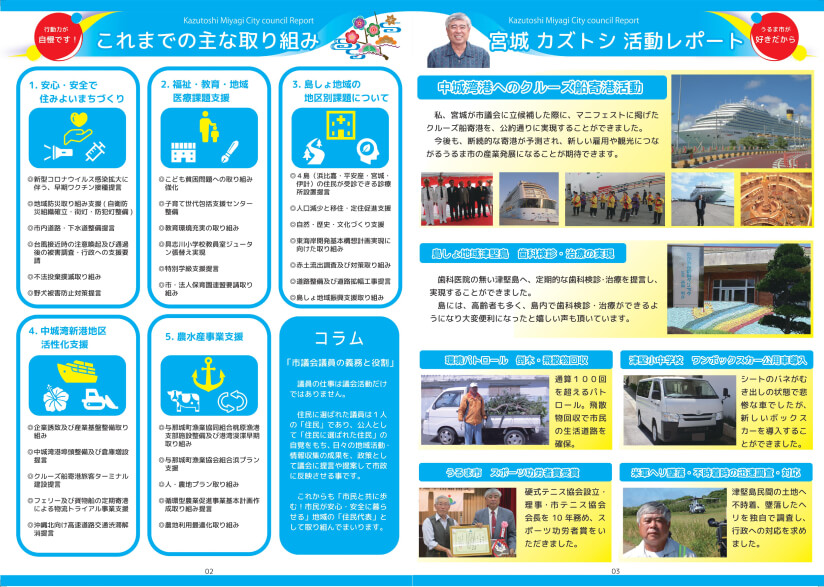 Kazutoshi Miyagi City council Report
行動力が
自慢です!
これまでの主な取り組み
1. 安心・安全で
住みよいまちづくり
◎新型コロナウイルス感染拡大に
伴う、早期ワクチン接種提言
◎地域防災取り組み支援(自衛防
災組織確立・街灯・防犯灯整備)
◎市内道路・下水道整備提言
◎台風接近時の注意喚起及び通過
後の被害調査・行政への支援要
請
◎不法投棄撲滅取り組み
◎野犬被害防止対策提言
2. 福祉・教育・地域
医療課題支援
◎こども貧困問題への取り組み
強化
◎子育て世代包括支援センター
整備
◎教育環境充実の取り組み
◎具志川小学校教員室ジュータ
ン張替え実現
◎特別学級支援提言
◎市・法人保育園連要請取り組
み
3. 島しょ地域の
地区別課題について
◎4島(浜比嘉・平安座・宮城・
伊計)の住民が受診できる診療
所設置提言
◎人口減少と移住・定住促進支援
◎自然・歴史・文化づくり支援
◎東海岸開発基本構想計画実現に
向けた取り組み
◎赤土流出調査及び対策取り組み
◎道路整備及び道路拡幅工事提言
◎島しょ地域振興支援取り組み
4. 中城湾新港地区
活性化支援
◎企業誘致及び産業基盤整備取り
組み
◎中城湾港埠頭整備及び倉庫増設
提言
◎クルーズ船寄港旅客ターミナル
建設提言
◎フェリー及び貨物船の定期寄港
による物流トライアル事業支援
◎沖縄北向け高速道路交通渋滞解
消提言
5. 農水産事業支援
◎与那城町漁業協同組合桃原漁港
支部施設整備及び港湾浚渫早期
取り組み
◎与那城町漁業協会組合浜プラン
支援
◎人・農地プラン取り組み
◎循環型農業促進事業基本計画作
成取り組み提言
◎農地利用最適化取り組み
コラム
「市議会議員の義務と役割」
議員の仕事は議会活動だけ
ではありません。
住民に選ばれた議員は1人
の「住民」であり、公人とし
て「住民に選ばれた住民」の
自覚をもち、日々の地域活動・
情報収集の成果を、政策とし
て議会に提言や提案して市政
に反映させる事です。
これからも「市民と共に歩
む!市民が安心・安全に暮ら
せる」地域の「住民代表」と
して取り組んでまいります。
02
Kazutoshi Miyagi City council Report
宮城 カズトシ 活動レポート
うるま市が
好きだから
中城湾港へのクルーズ船寄港活動
私、宮城が市議会に立候補した際に、マニフェストに掲げた
クルーズ船寄港を、公約通りに実現することができました。
今後も、断続的な寄港が予測され、新しい雇用や観光につな
がるうるま市の産業発展になることが期待できます。
島しょ地域津堅島 歯科検診・治療の実現
歯科医院の無い津堅島へ、定期的な歯科検診・治療を提言し、
実現することができました。
島には、高齢者も多く、島内で歯科検診・治療ができるよ
うになり大変便利になったと嬉しい声も頂いています。
環境パトロール 倒木・飛散物回収
通算100回
を超えるパト
ロール。飛散
物回収で市民
の生活道路を
確保。
津堅小中学校 ワンボックスカー公用車導入
シートのバネがむ
き出しの状態で悲
惨な車でしたが、
新しいボックス
カーを導入するこ
とができました。
うるま市 スポーツ功労者賞受賞
硬式テニス協会設立・
理事・市テニス協会
会長を10年務め、ス
ポーツ功労者賞をい
ただきました。
米軍ヘリ墜落・不時着時の迅速調査・対応
津堅島民間の土地へ
不時着、墜落したヘ
リを独自で調査し、
行政への対応を求め
ました。
03